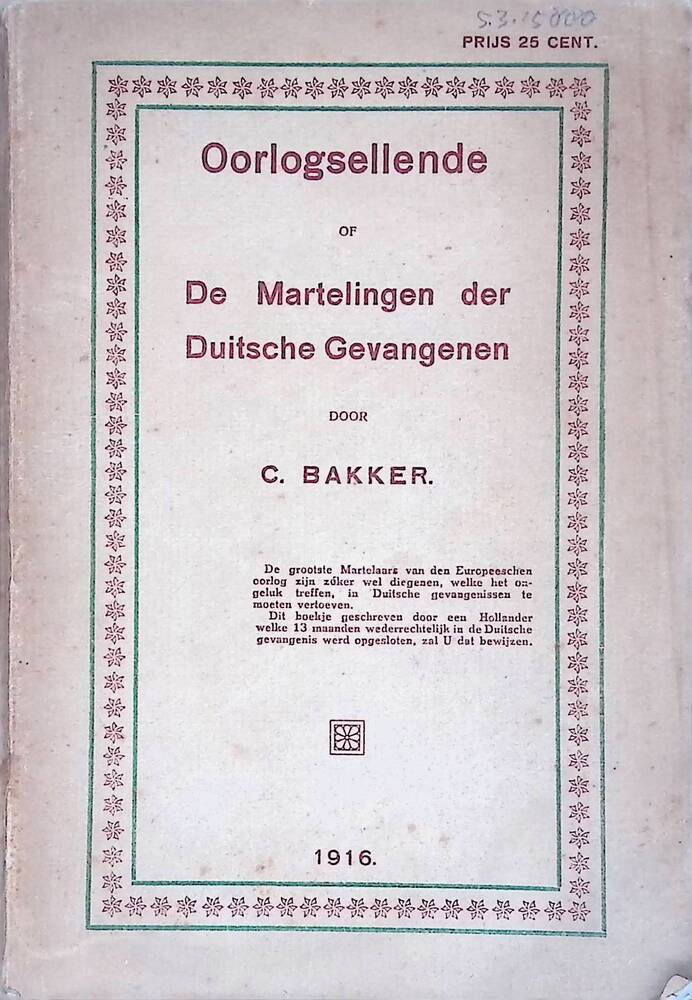 PRIJS 25 CENT.
Oorlogsellende
OF
De Martelingen der
Duitsche Gevangenen
DOOR
C. BAKKER.
De grootste Martelaars van den Europeeschen
oorlog zijn zéker wel diegenen, welke het on-
geluk treffen, in Duitsche gevangenissen te
moeten vertoeven.
Dit boekje geschreven door een Hollander
welke 13 maanden wederrechtelijk in de Duitsche
gevangenis werd opgesloten, zal U dat bewijzen.
1916.